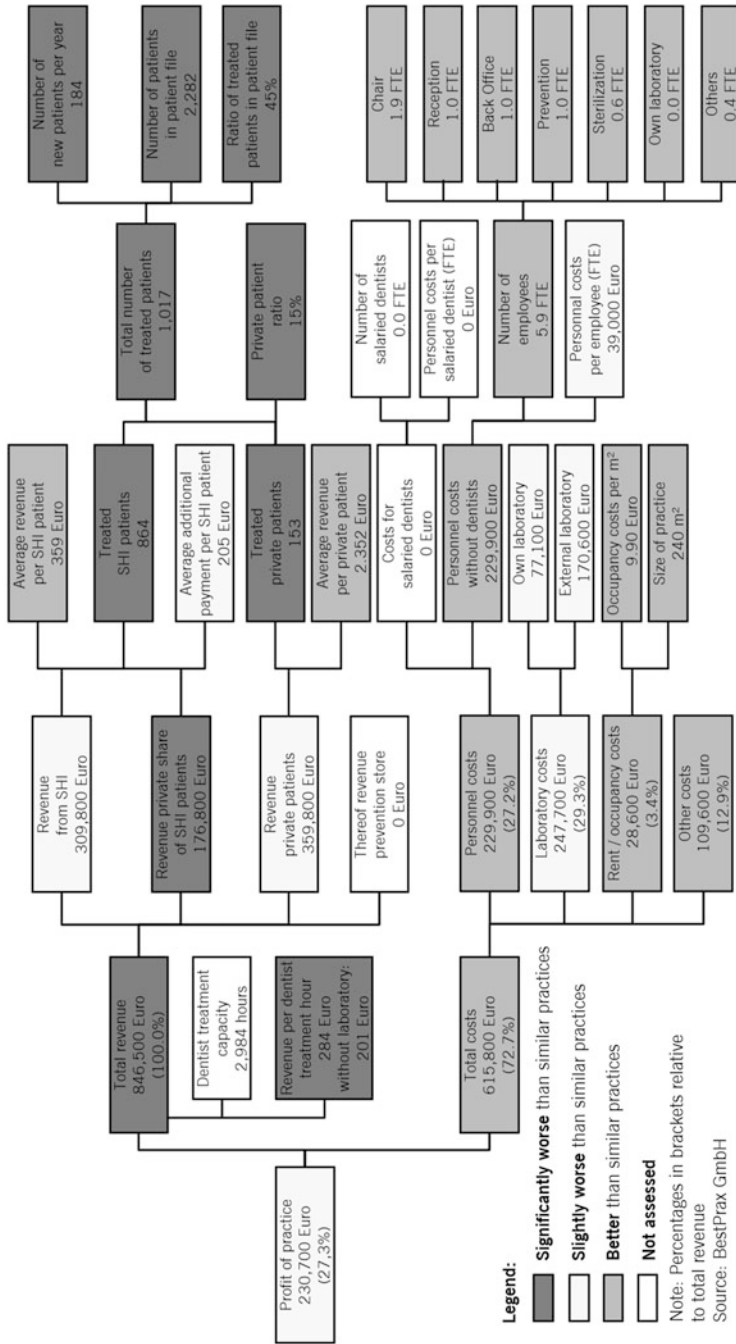 Profit of practice
230,700 Euro
(27,3%)
Total revenue
846,500 Euro
(100.0%)
Dentist treatment
capacity
2,984 hours
Revenue per dentist
treatment hour
284 Euro
without laboratory:
201 Euro
Total costs
615,800 Euro
(72.7%)
Revenue
from SHI
309,800 Euro
Revenue private share
of SHI patients
176,800 Euro
Revenue
private patients
359,800 Euro
Thereof revenue
prevention store
0 Euro
Personnel costs
229,900 Euro
(27.2%)
Laboratory costs
247,700 Euro
(29.3%)
Rent / occupancy costs
28,600 Euro
(3.4%)
Other costs
109,600 Euro
(12.9%)
Average revenue
per SHI patient
359 Euro
Treated
SHI patients
864
Average additional
payment per SHI patient
205 Euro
Treated
private patients
153
Average revenue
per private patient
2.352 Euro
Costs for
salaried dentists
0 Euro
Personnel costs
without dentists
229,900 Euro
Own laboratory
77,100 Euro
External laboratory
170,600 Euro
Occupancy costs per m²
9.90 Euro
Size of practice
240 m²
Total number
of treated patients
1,017
Private patient
ratio
15%
Number of
salaried dentists
0.0 FTE
Personnel costs per
salaried dentist (FTE)
0 Euro
Number of
employees
5.9 FTE
Personnal costs
per employee (FTE)
39,000 Euro
Number of
new patients per year
184
Number of patients
in patient file
2,282
Ratio of treated
patients in patient file
45%
Chair
1.9 FTE
Reception
1.0 FTE
Back Office
1.0 FTE
Prevention
1.0 FTE
Sterilization
0.6 FTE
Own laboratory
0.0 FTE
Others
0.4 FTE
Legend:
Significantly worse than similar practices
Slightly worse than similar practices
Better than similar practices
Not assessed
Note: Percentages in brackets relative
to total revenue
Source: BestPrax GmbH